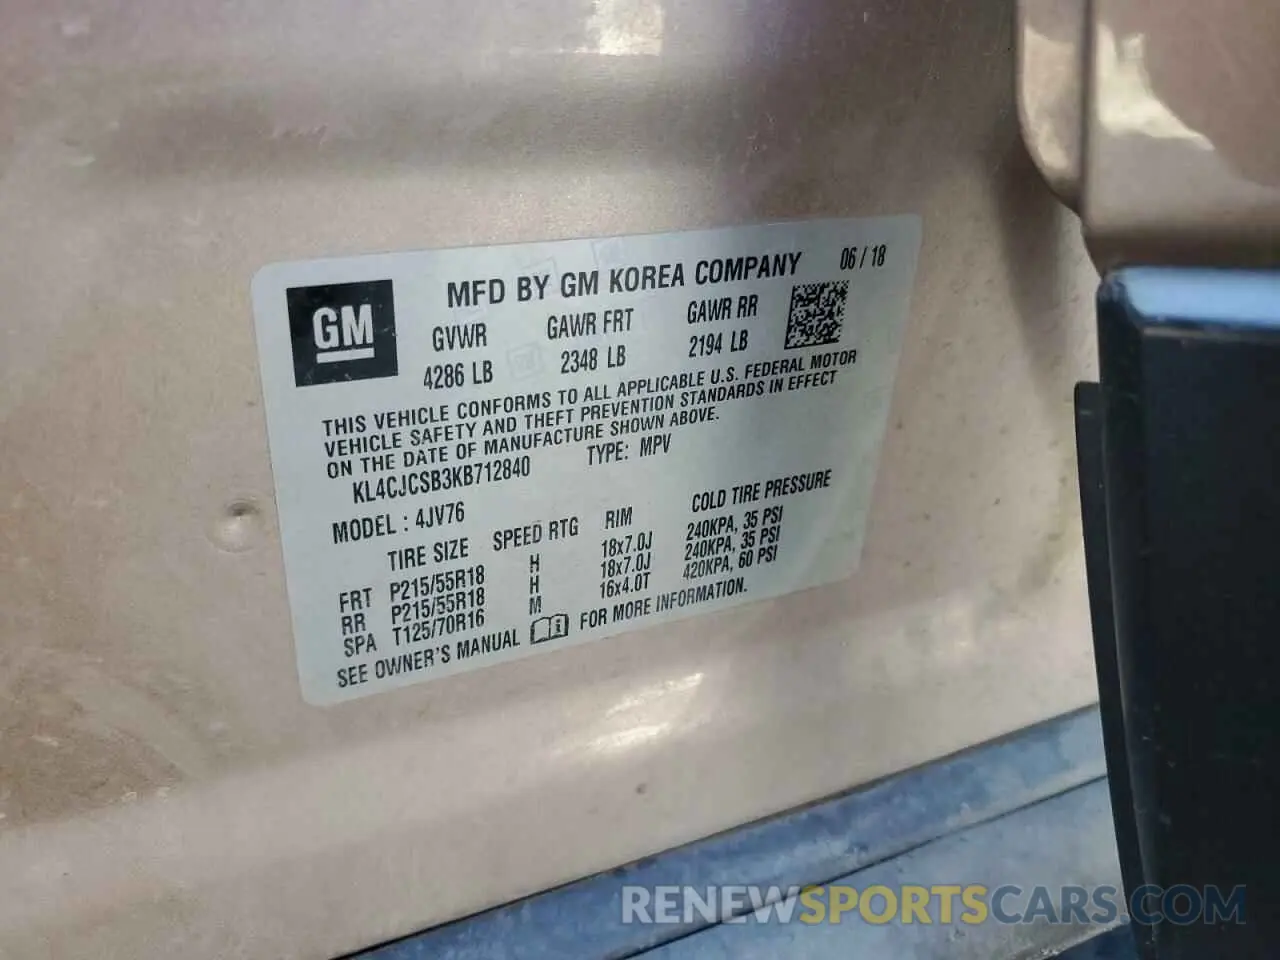 GM
MFD BY GM KOREA COMPANY 06 / 18
GVWR GAWR FRT GAWR RR
4286 LB 2348 LB 2194 LB
THIS VEHICLE CONFORMS TO ALL APPLICABLE U.S. FEDERAL MOTOR
VEHICLE SAFETY AND THEFT PREVENTION STANDARDS IN EFFECT
ON THE DATE OF MANUFACTURE SHOWN ABOVE.
KL4CJCSB3KB712840 TYPE: MPV
MODEL : 4JV76
TIRE SIZE SPEED RTG RIM COLD TIRE PRESSURE
FRT P215/55R18 H 18x7.0J 240KPA, 35 PSI
RR P215/55R18 H 18x7.0J 240KPA, 35 PSI
SPA T125/70R16 M 16x4.0T 420KPA, 60 PSI
SEE OWNER'S MANUAL FOR MORE INFORMATION.
RENEWSPORTSCARS.COM